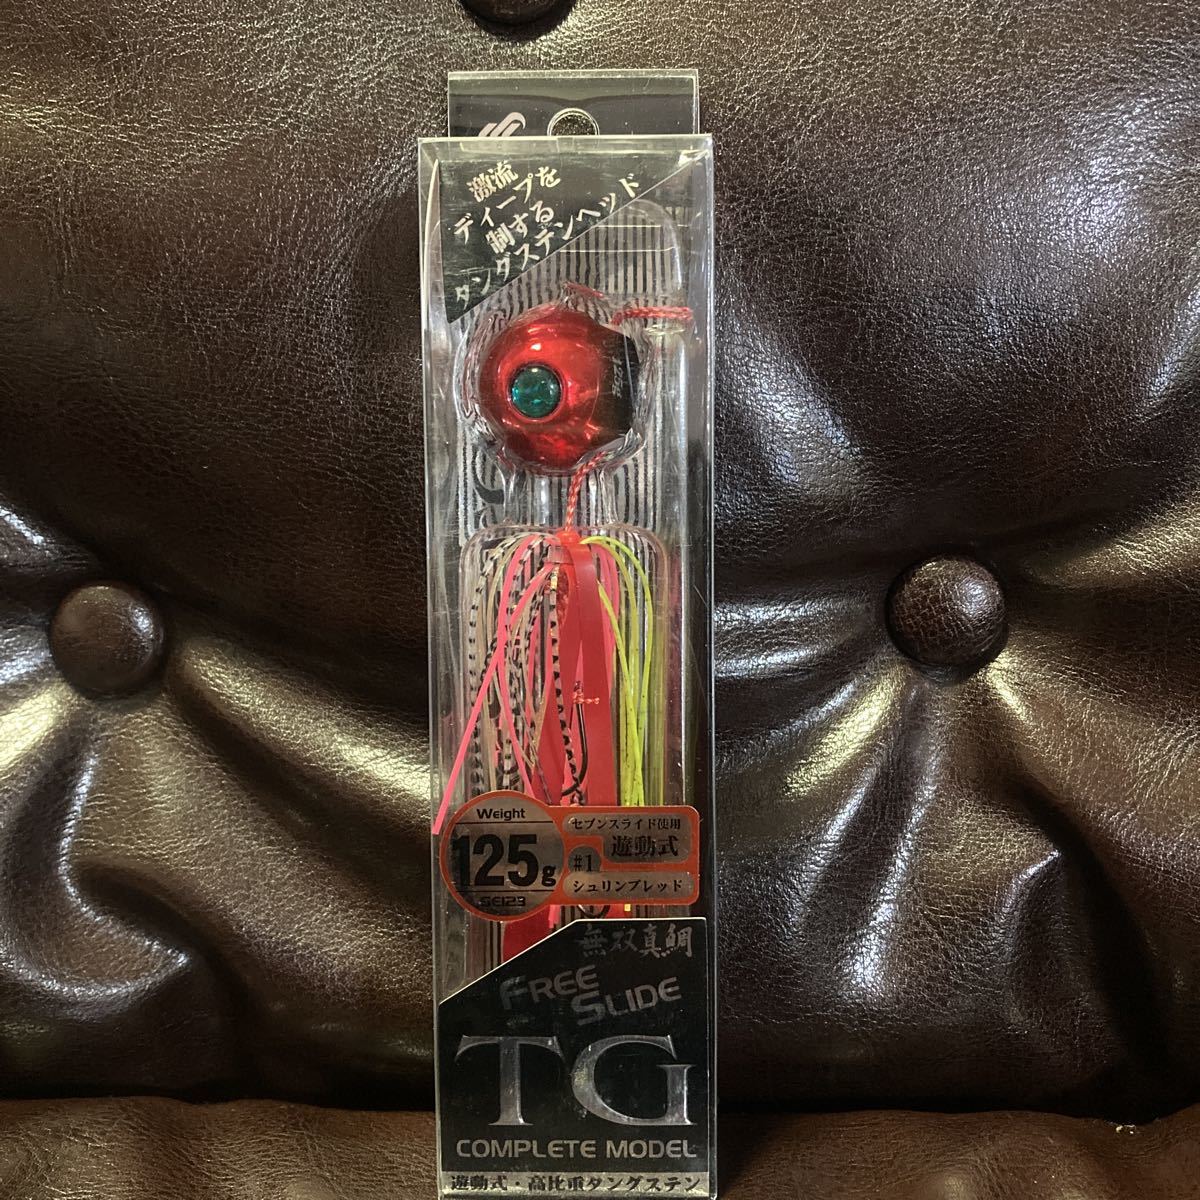 激流
ディープを
制する
タングステンヘッド
Weight
125g
SE123
セブンスライド使用
遊動式
#1
シュリンプレッド
無双真鯛
FREE
SLIDE
TG
COMPLETE MODEL
遊動式・高比重タングステン